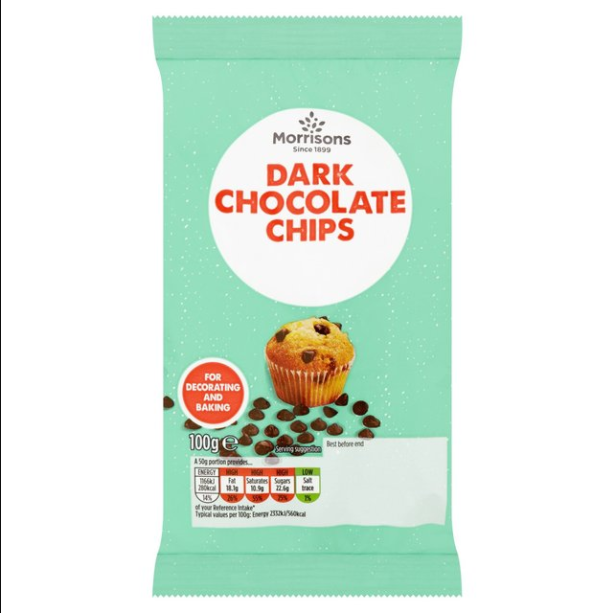 Morrisons
Since 1899
DARK
CHOCOLATE
CHIPS
FOR
DECORATING
AND
BAKING
100g ℮
Serving suggestion
Best before end
A 50g portion provides...
ENERGY HIGH HIGH HIGH LOW
1166kJ Fat Saturates Sugars Salt
280kcal 18.1g 10.9g 22.6g trace
14% 26% 55% 25% 1%
of your Reference Intake*
Typical values per 100g: Energy 2332kJ/560kcal